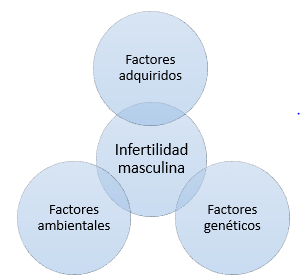 Factores
adquiridos
Infertilidad
masculina
Factores
ambientales
Factores
genéticos